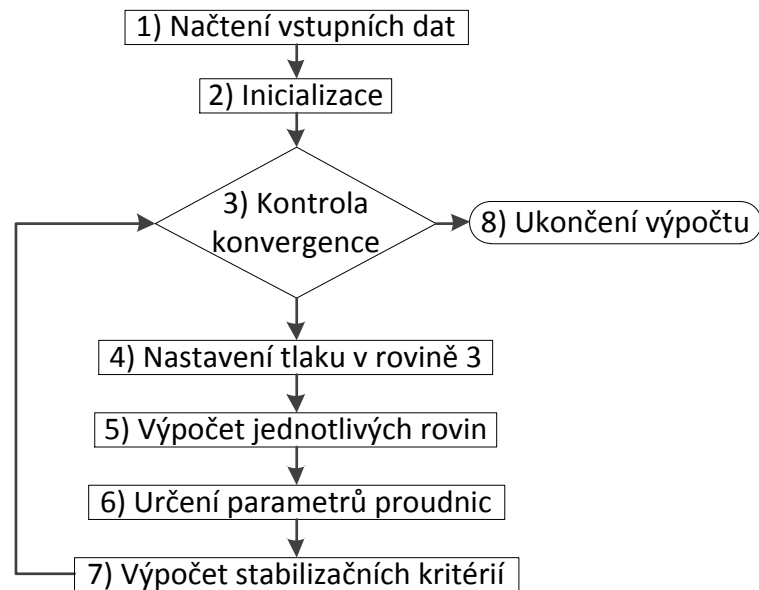 1) Načtení vstupních dat
2) Inicializace
3) Kontrola
konvergence
8) Ukončení výpočtu
4) Nastavení tlaku v rovině 3
5) Výpočet jednotlivých rovin
6) Určení parametrů proudnic
7) Výpočet stabilizačních kritérií